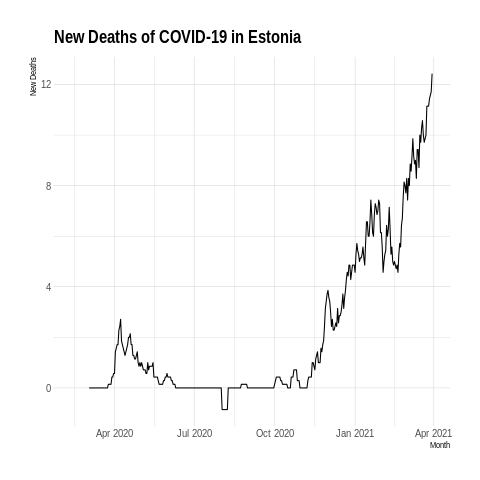 New Deaths of COVID-19 in Estonia
New Deaths
12
8
4
0
Apr 2020 Jul 2020 Oct 2020 Jan 2021 Apr 2021
Month